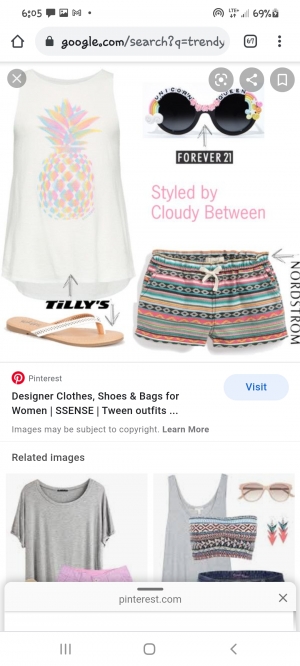 6:05
LTE+
69%
google.com/search?q=trendy
67
UNICORN QUEEN
FOREVER 21
Styled by
Cloudy Between
TILLY'S
NORDSTROM
Pinterest
Visit
Designer Clothes, Shoes & Bags for
Women | SSENSE | Tween outfits ...
Images may be subject to copyright. Learn More
Related images
pinterest.com